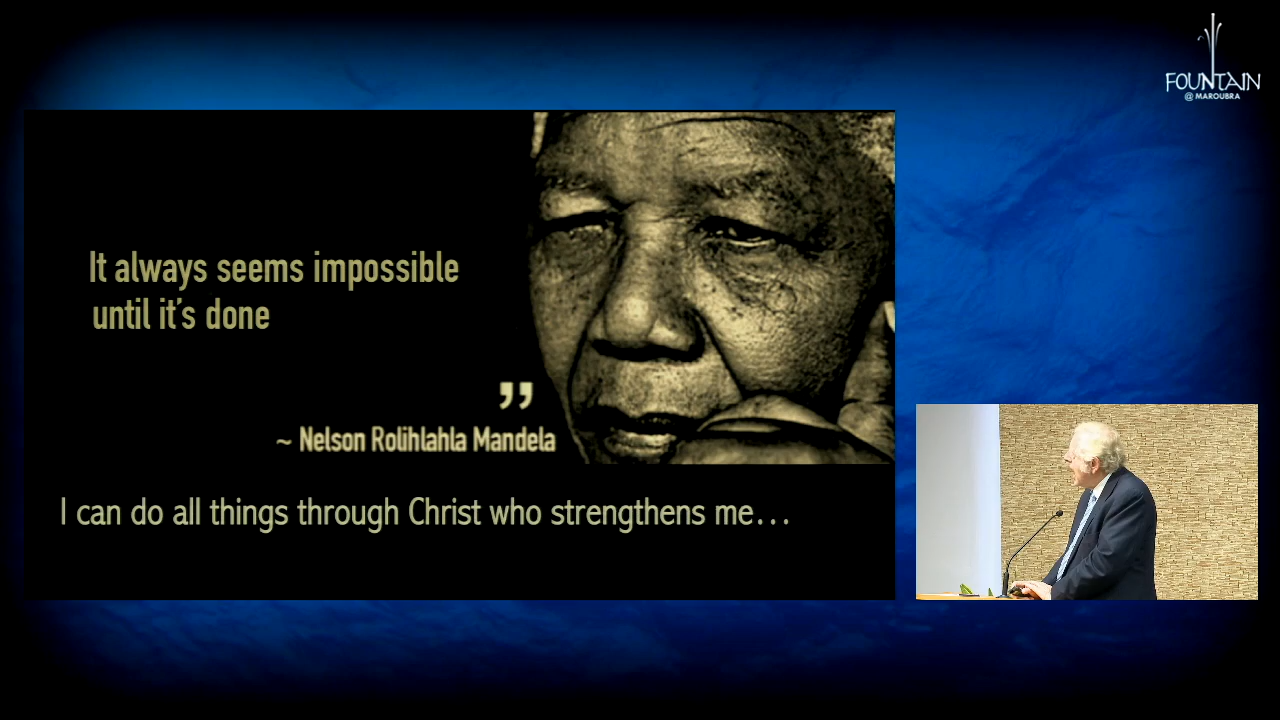 FOUNTAIN
@ MAROUBRA
It always seems impossible
until it’s done
”
~ Nelson Rolihlahla Mandela
I can do all things through Christ who strengthens me…